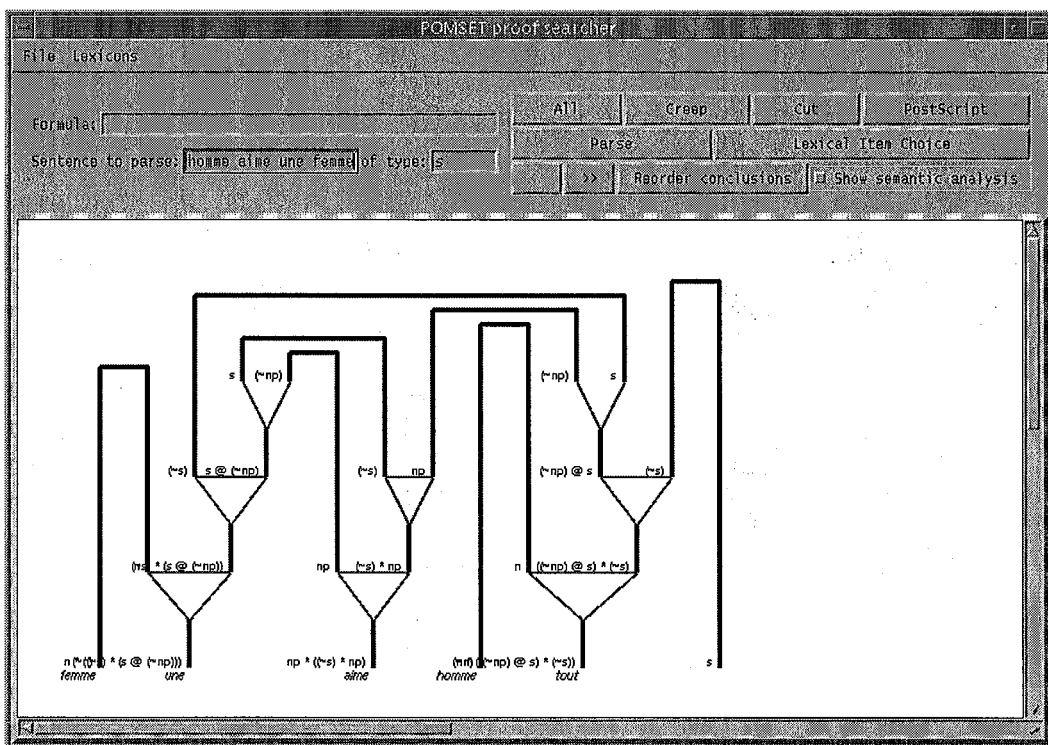 POMSET proof searcher
File Lexicons
Formula:
All Creep Cut PostScript
Sentence to parse: homme aime une femme of type: s
Parse Lexical Item Choice
>> Reorder conclusions Show semantic analysis
s (~np) (~np) s
(~s) s @ (~np) (~s) np (~np) @ s (~s)
* (s @ (~np)) np (~s) * np n ((~np) @ s) * (~s)
* (s @ (~np))) np * ((~s) * np) ((~np) @ s) * (~s)) s
femme une aime homme tout